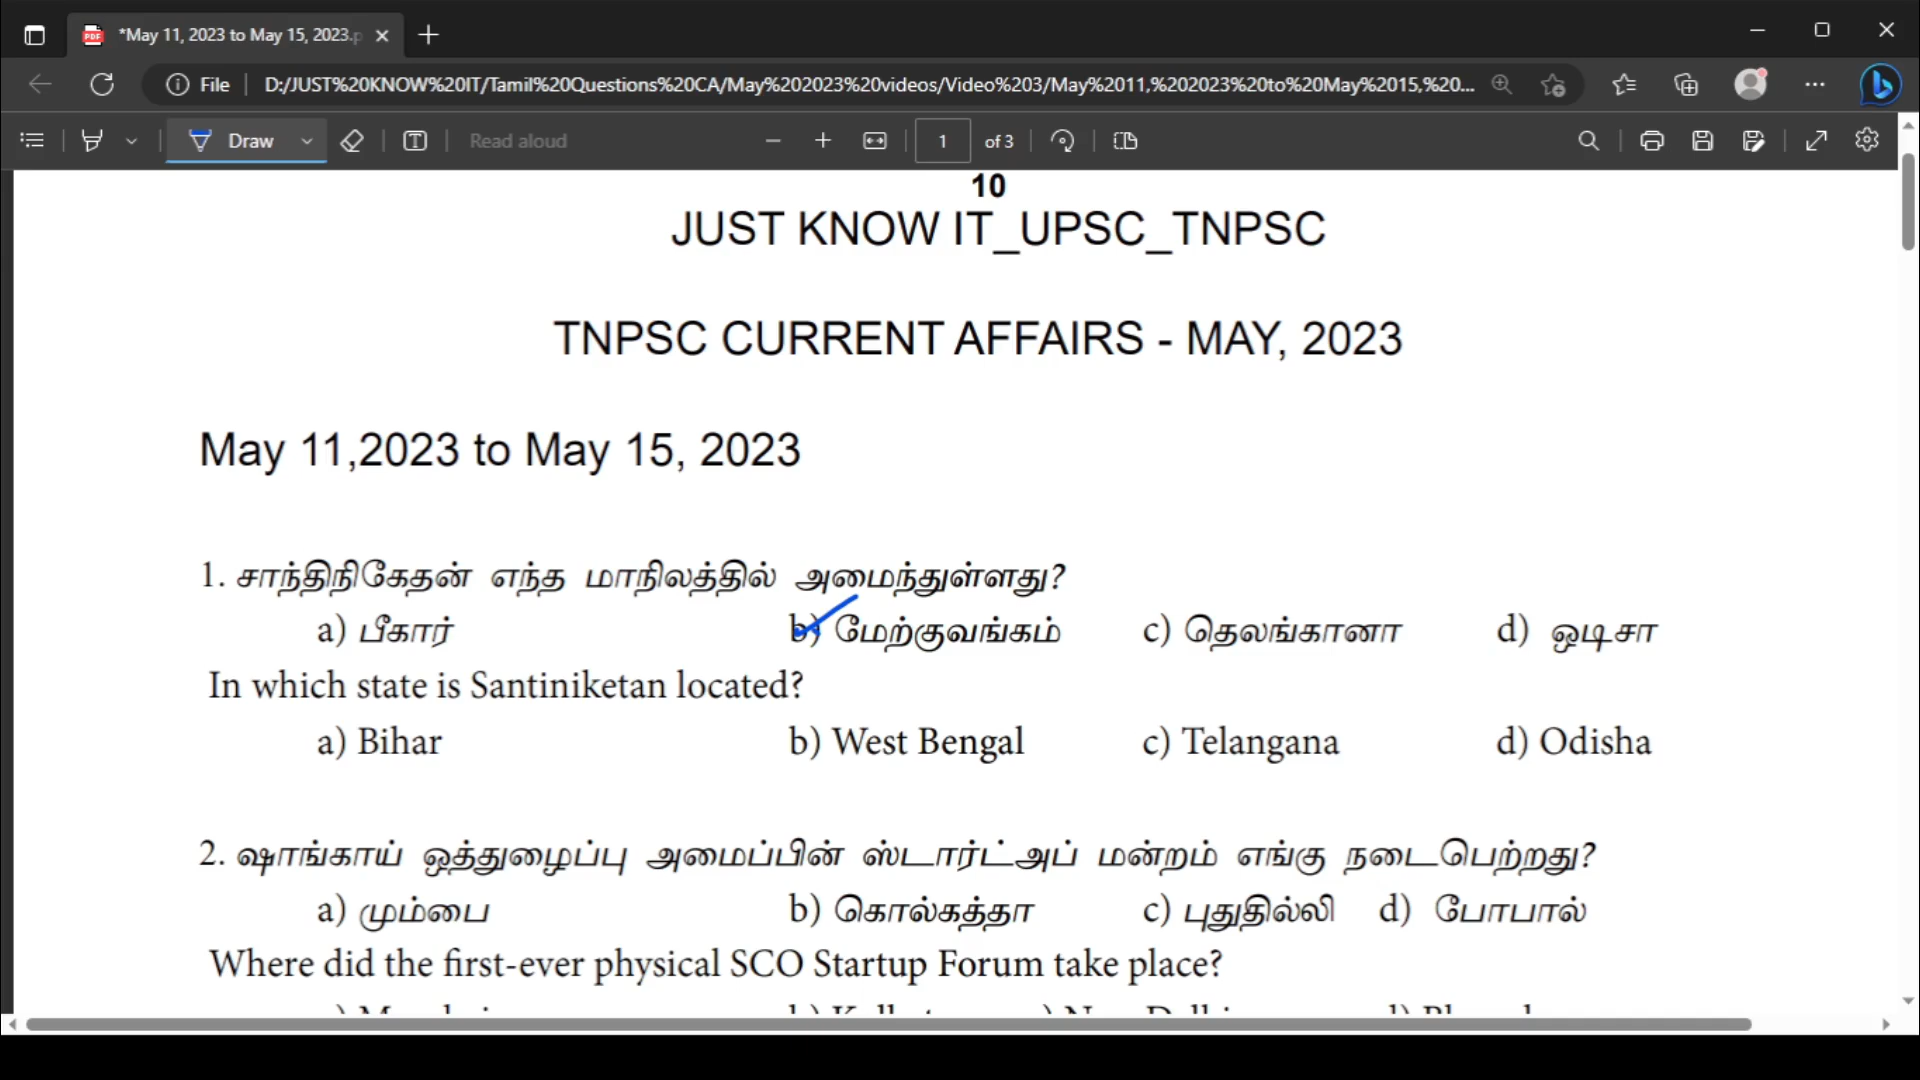 *May 11, 2023 to May 15, 2023.p
File
D:/JUST%20KNOW%20IT/Tamil%20Questions%20CA/May%202023%20videos/Video%203/May%2011,%202023%20to%20May%2015,%20...
Draw
Read aloud
1 of 3
10
JUST KNOW IT_UPSC_TNPSC
TNPSC CURRENT AFFAIRS - MAY, 2023
May 11,2023 to May 15, 2023
1. சாந்திநிகேதன் எந்த மாநிலத்தில் அமைந்துள்ளது?
a) பீகார் b) மேற்குவங்கம் c) தெலங்கானா d) ஒடிசா
In which state is Santiniketan located?
a) Bihar b) West Bengal c) Telangana d) Odisha
2. ஷாங்காய் ஒத்துழைப்பு அமைப்பின் ஸ்டார்ட்அப் மன்றம் எங்கு நடைபெற்றது?
a) மும்பை b) கொல்கத்தா c) புதுதில்லி d) போபால்
Where did the first-ever physical SCO Startup Forum take place?